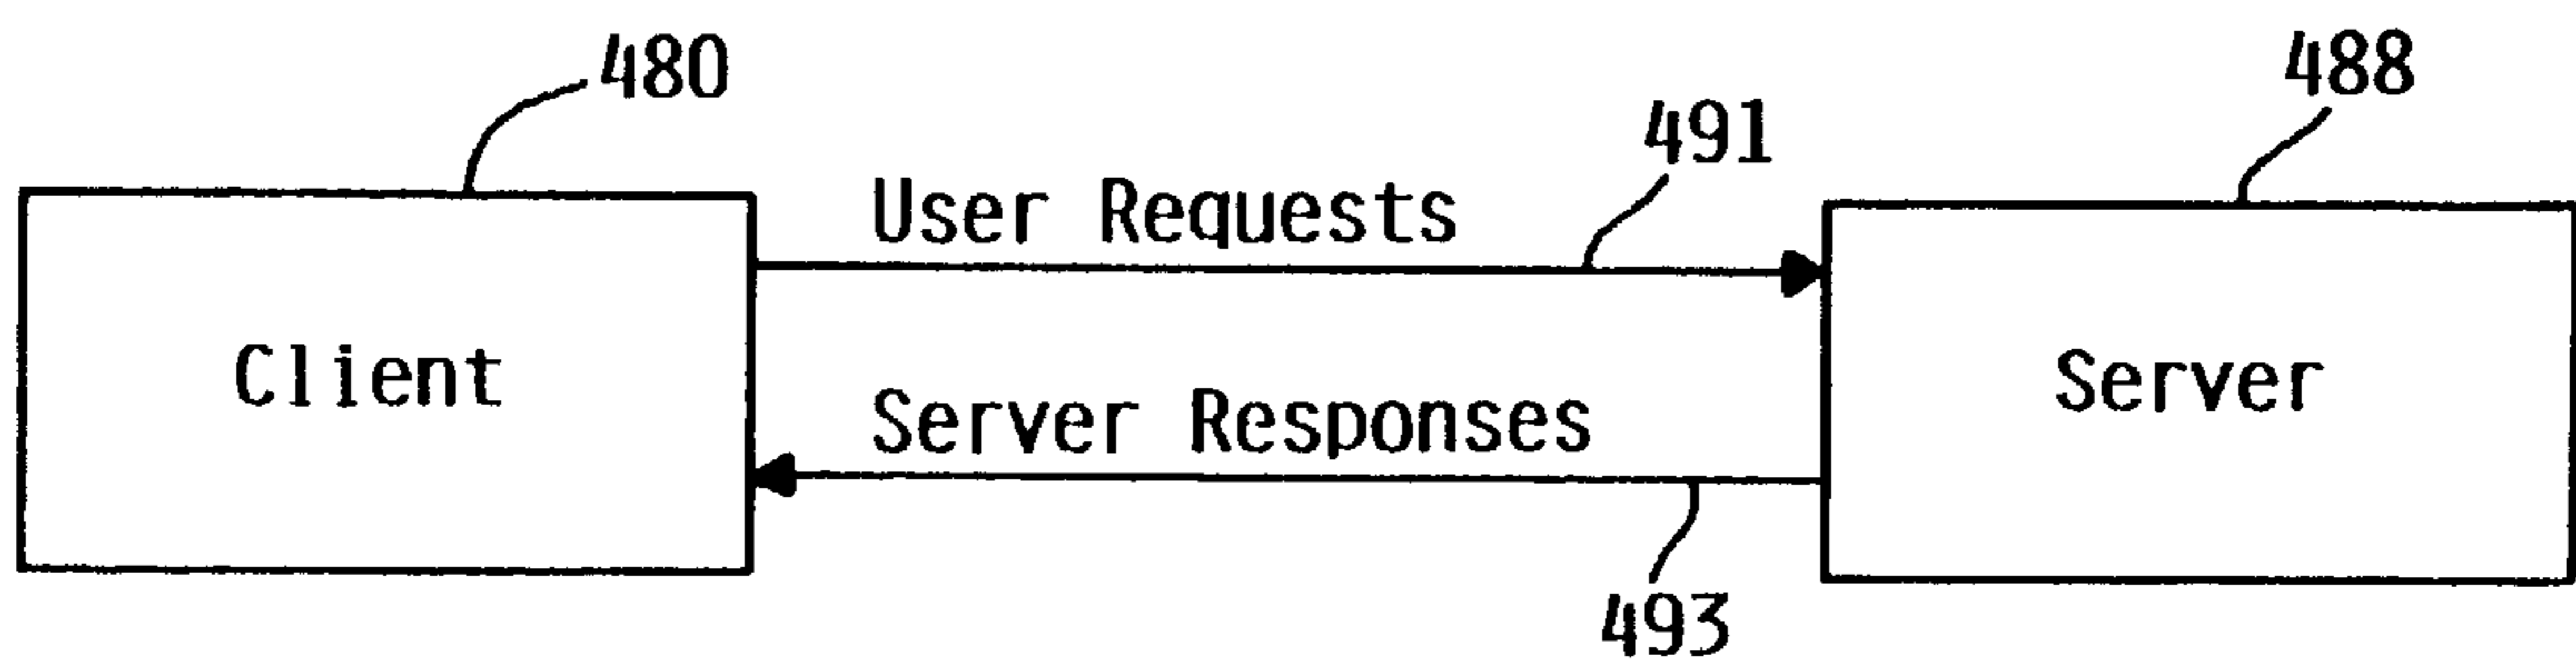 480
488
491
User Requests
Client
Server
Server Responses
493